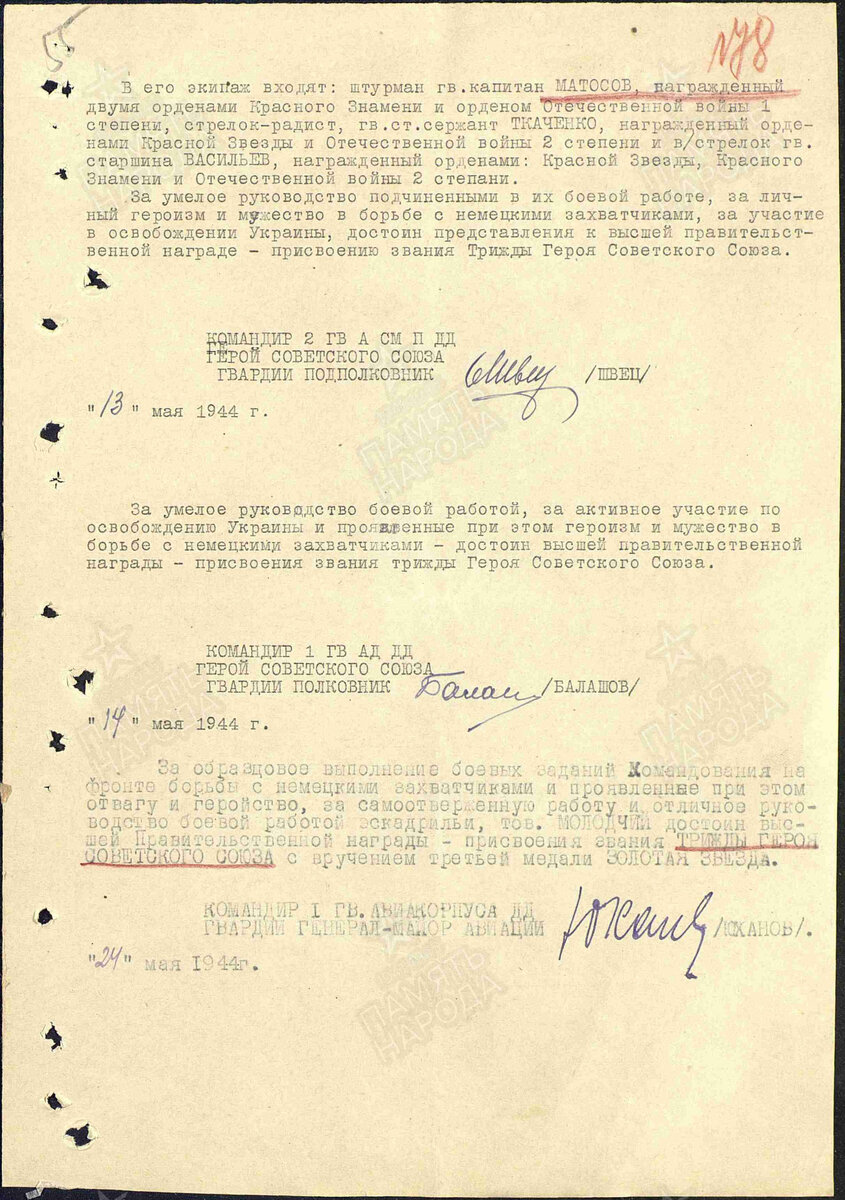 55
178
В его экипаж входят: штурман гв.капитан МАТОСОВ, награжденный
двумя орденами Красного Знамени и орденом Отечественной войны 1
степени, стрелок-радист, гв.ст.сержант ТКАЧЕНКО, награжденный орде-
нами Красной Звезды и Отечественной войны 2 степени и в/стрелок гв.
старшина ВАСИЛЬЕВ, награжденный орденами: Красной Звезды, Красного
Знамени и Отечественной войны 2 степани.
За умелое руководство подчиненными в их боевой работе, за лич-
ный героизм и мужество в борьбе с немецкими захватчиками, за участие
в освобождении Украины, достоин представления к высшей правительст-
венной награде - присвоению звания Трижды Героя Советского Союза.
КОМАНДИР 2 ГВ А СМ П ДД
ГЕРОЙ СОВЕТСКОГО СОЮЗА
ГВАРДИИ ПОДПОЛКОВНИК /ШВЕЦ/
"13" мая 1944 г.
За умелое руководство боевой работой, за активное участие по
освобождению Украины и проявленные при этом героизм и мужество в
борьбе с немецкими захватчиками - достоин высшей правительственной
награды - присвоения звания трижды Героя Советского Союза.
КОМАНДИР 1 ГВ АД ДД
ГЕРОЙ СОВЕТСКОГО СОЮЗА
ГВАРДИИ ПОЛКОВНИК Балаш /БАЛАШОВ/
"14" мая 1944 г.
За образцовое выполнение боевых заданий Командования на
фронте борьбы с немецкими захватчиками и проявленные при этом
отвагу и геройство, за самоотверженную работу и отличное руко-
водство боевой работой эскадрильи, тов. МОЛОДЧИЙ достоин выс-
шей Правительственной награды - присвоения звания ТРИЖДЫ ГЕРОЯ
СОВЕТСКОГО СОЮЗА с вручением третьей медали ЗОЛОТАЯ ЗВЕЗДА.
КОМАНДИР I ГВ.АВИАКОРПУСА ДД
ГВАРДИИ ГЕНЕРАЛ-МАЙОР АВИАЦИИ /ЮХАНОВ/.
"24" мая 1944г.
ПАМЯТЬ
НАРОДА